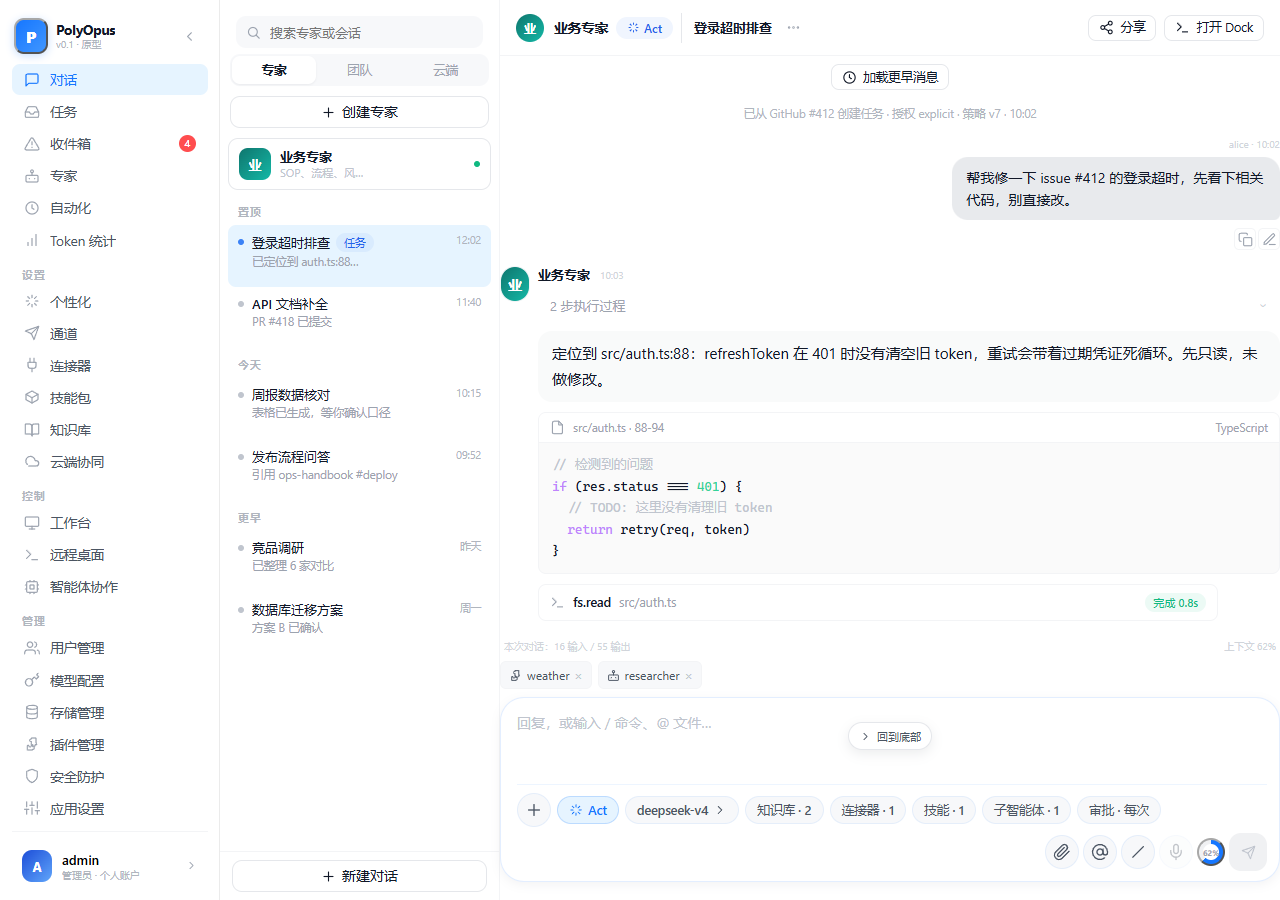 P
PolyOpus
v0.1 · 原型
对话
任务
收件箱
4
专家
自动化
Token 统计
设置
个性化
通道
连接器
技能包
知识库
云端协同
控制
工作台
远程桌面
智能体协作
管理
用户管理
模型配置
存储管理
插件管理
安全防护
应用设置
A
admin
管理员 · 个人账户
搜索专家或会话
专家
团队
云端
创建专家
业务专家
SOP、流程、风...
置顶
登录超时排查 任务 12:02
已定位到 auth.ts:88...
API 文档补全 11:40
PR #418 已提交
今天
周报数据核对 10:15
表格已生成，等你确认口径
发布流程问答 09:52
引用 ops-handbook #deploy
更早
竞品调研 昨天
已整理 6 家对比
数据库迁移方案 周一
方案 B 已确认
新建对话
业务专家 Act 登录超时排查 ···
分享
打开 Dock
加载更早消息
已从 GitHub #412 创建任务 · 授权 explicit · 策略 v7 · 10:02
alice · 10:02
帮我修一下 issue #412 的登录超时，先看下相关
代码，别直接改。
业务专家 10:03
2 步执行过程
定位到 src/auth.ts:88：refreshToken 在 401 时没有清空旧 token，重试会带着过期凭证死循环。先只读，未
做修改。
src/auth.ts · 88-94 TypeScript
// 检测到的问题
if (res.status === 401) {
// TODO: 这里没有清理旧 token
return retry(req, token)
}
fs.read src/auth.ts 完成 0.8s
本次对话：16 输入 / 55 输出 上下文 62%
weather ×
researcher ×
回复，或输入 / 命令、@ 文件...
回到底部
Act
deepseek-v4
知识库 · 2
连接器 · 1
技能 · 1
子智能体 · 1
审批 · 每次
62%